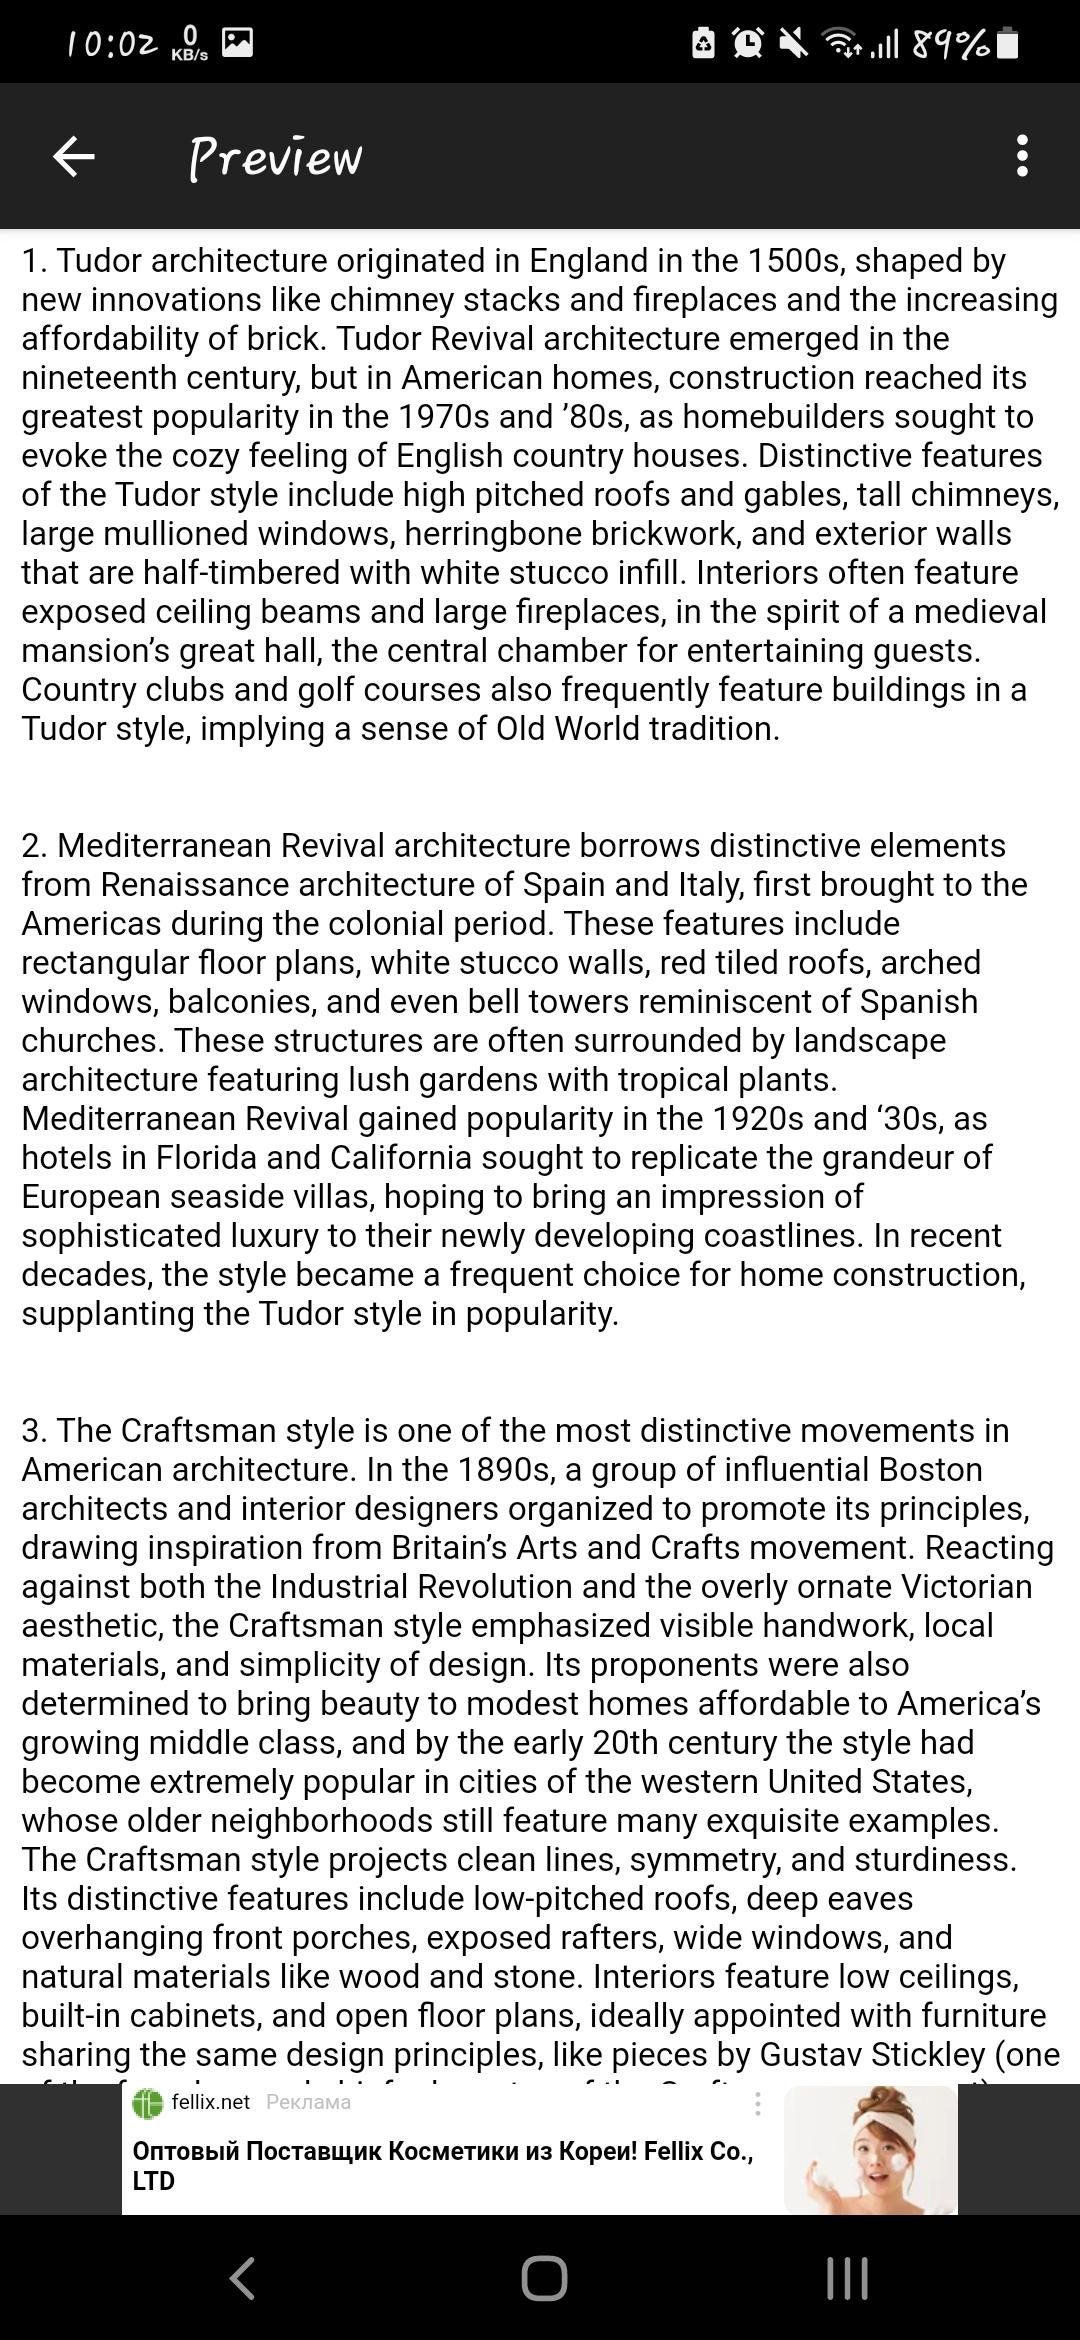 10:02 0 KB/s 89%
Preview
1. Tudor architecture originated in England in the 1500s, shaped by
new innovations like chimney stacks and fireplaces and the increasing
affordability of brick. Tudor Revival architecture emerged in the
nineteenth century, but in American homes, construction reached its
greatest popularity in the 1970s and ’80s, as homebuilders sought to
evoke the cozy feeling of English country houses. Distinctive features
of the Tudor style include high pitched roofs and gables, tall chimneys,
large mullioned windows, herringbone brickwork, and exterior walls
that are half-timbered with white stucco infill. Interiors often feature
exposed ceiling beams and large fireplaces, in the spirit of a medieval
mansion’s great hall, the central chamber for entertaining guests.
Country clubs and golf courses also frequently feature buildings in a
Tudor style, implying a sense of Old World tradition.
2. Mediterranean Revival architecture borrows distinctive elements
from Renaissance architecture of Spain and Italy, first brought to the
Americas during the colonial period. These features include
rectangular floor plans, white stucco walls, red tiled roofs, arched
windows, balconies, and even bell towers reminiscent of Spanish
churches. These structures are often surrounded by landscape
architecture featuring lush gardens with tropical plants.
Mediterranean Revival gained popularity in the 1920s and ‘30s, as
hotels in Florida and California sought to replicate the grandeur of
European seaside villas, hoping to bring an impression of
sophisticated luxury to their newly developing coastlines. In recent
decades, the style became a frequent choice for home construction,
supplanting the Tudor style in popularity.
3. The Craftsman style is one of the most distinctive movements in
American architecture. In the 1890s, a group of influential Boston
architects and interior designers organized to promote its principles,
drawing inspiration from Britain’s Arts and Crafts movement. Reacting
against both the Industrial Revolution and the overly ornate Victorian
aesthetic, the Craftsman style emphasized visible handwork, local
materials, and simplicity of design. Its proponents were also
determined to bring beauty to modest homes affordable to America’s
growing middle class, and by the early 20th century the style had
become extremely popular in cities of the western United States,
whose older neighborhoods still feature many exquisite examples.
The Craftsman style projects clean lines, symmetry, and sturdiness.
Its distinctive features include low-pitched roofs, deep eaves
overhanging front porches, exposed rafters, wide windows, and
natural materials like wood and stone. Interiors feature low ceilings,
built-in cabinets, and open floor plans, ideally appointed with furniture
sharing the same design principles, like pieces by Gustav Stickley (one
fellix.net Реклама
Оптовый Поставщик Косметики из Кореи! Fellix Co.,
LTD